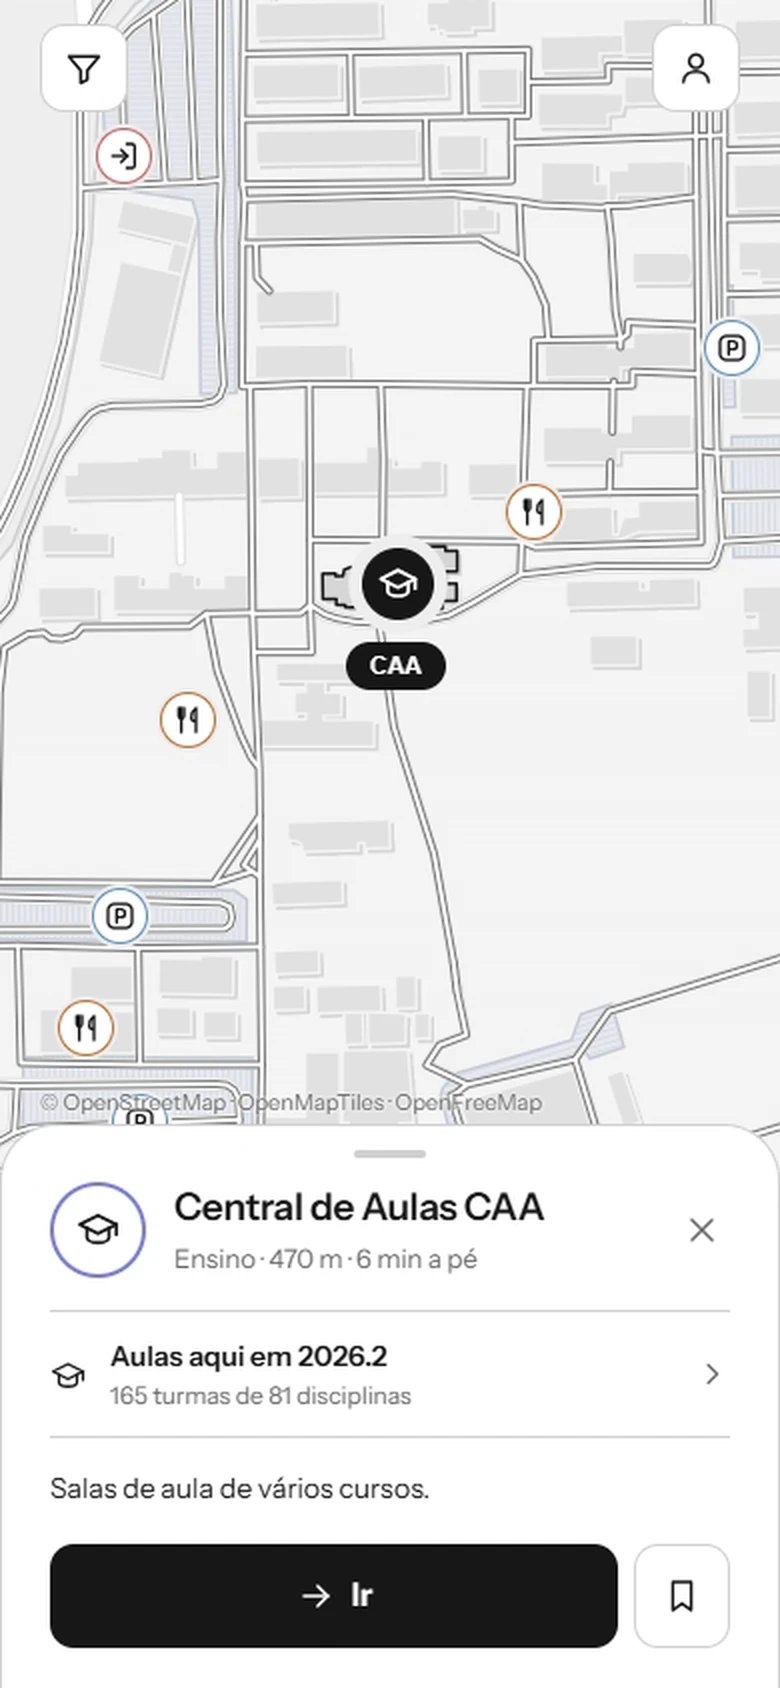 P
CAA
P
© OpenStreetMap · OpenMapTiles · OpenFreeMap
P
Central de Aulas CAA
Ensino · 470 m · 6 min a pé
Aulas aqui em 2026.2
165 turmas de 81 disciplinas
Salas de aula de vários cursos.
Ir